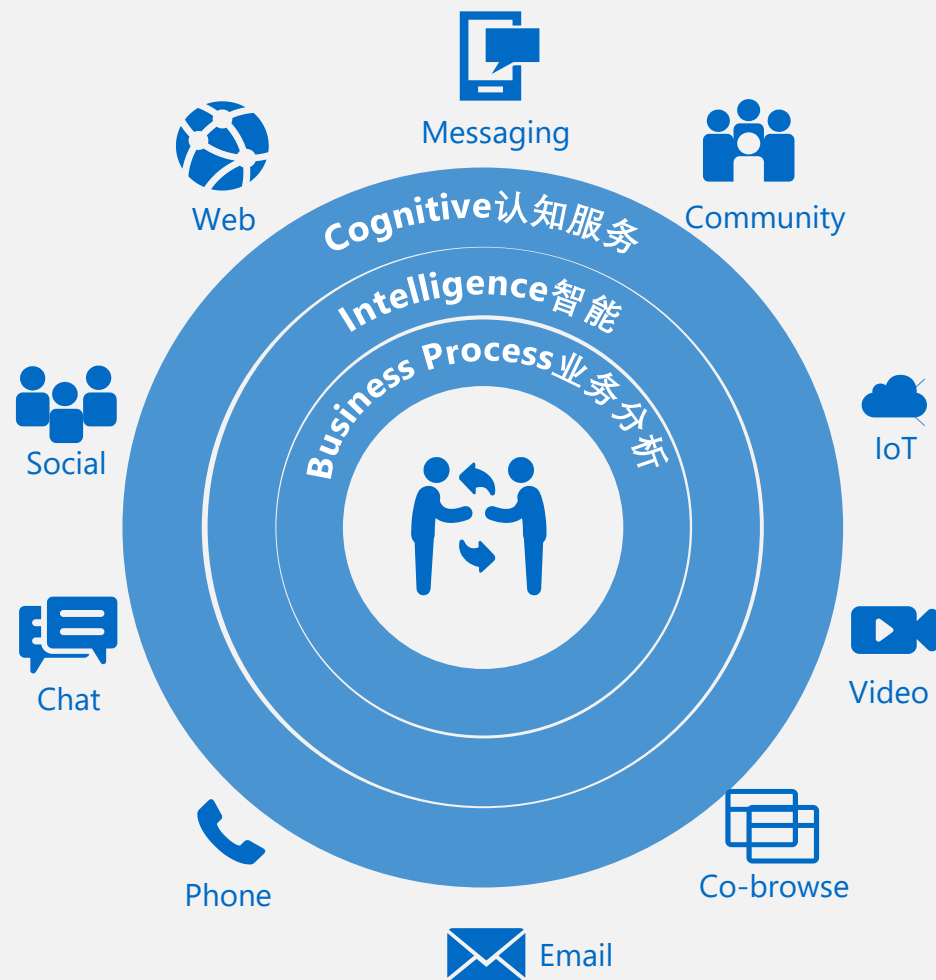 Messaging
Web
Community
Cognitive认知服务
Intelligence智能
Business Process业务分析
Social
IoT
Chat
Video
Phone
Co-browse
Email